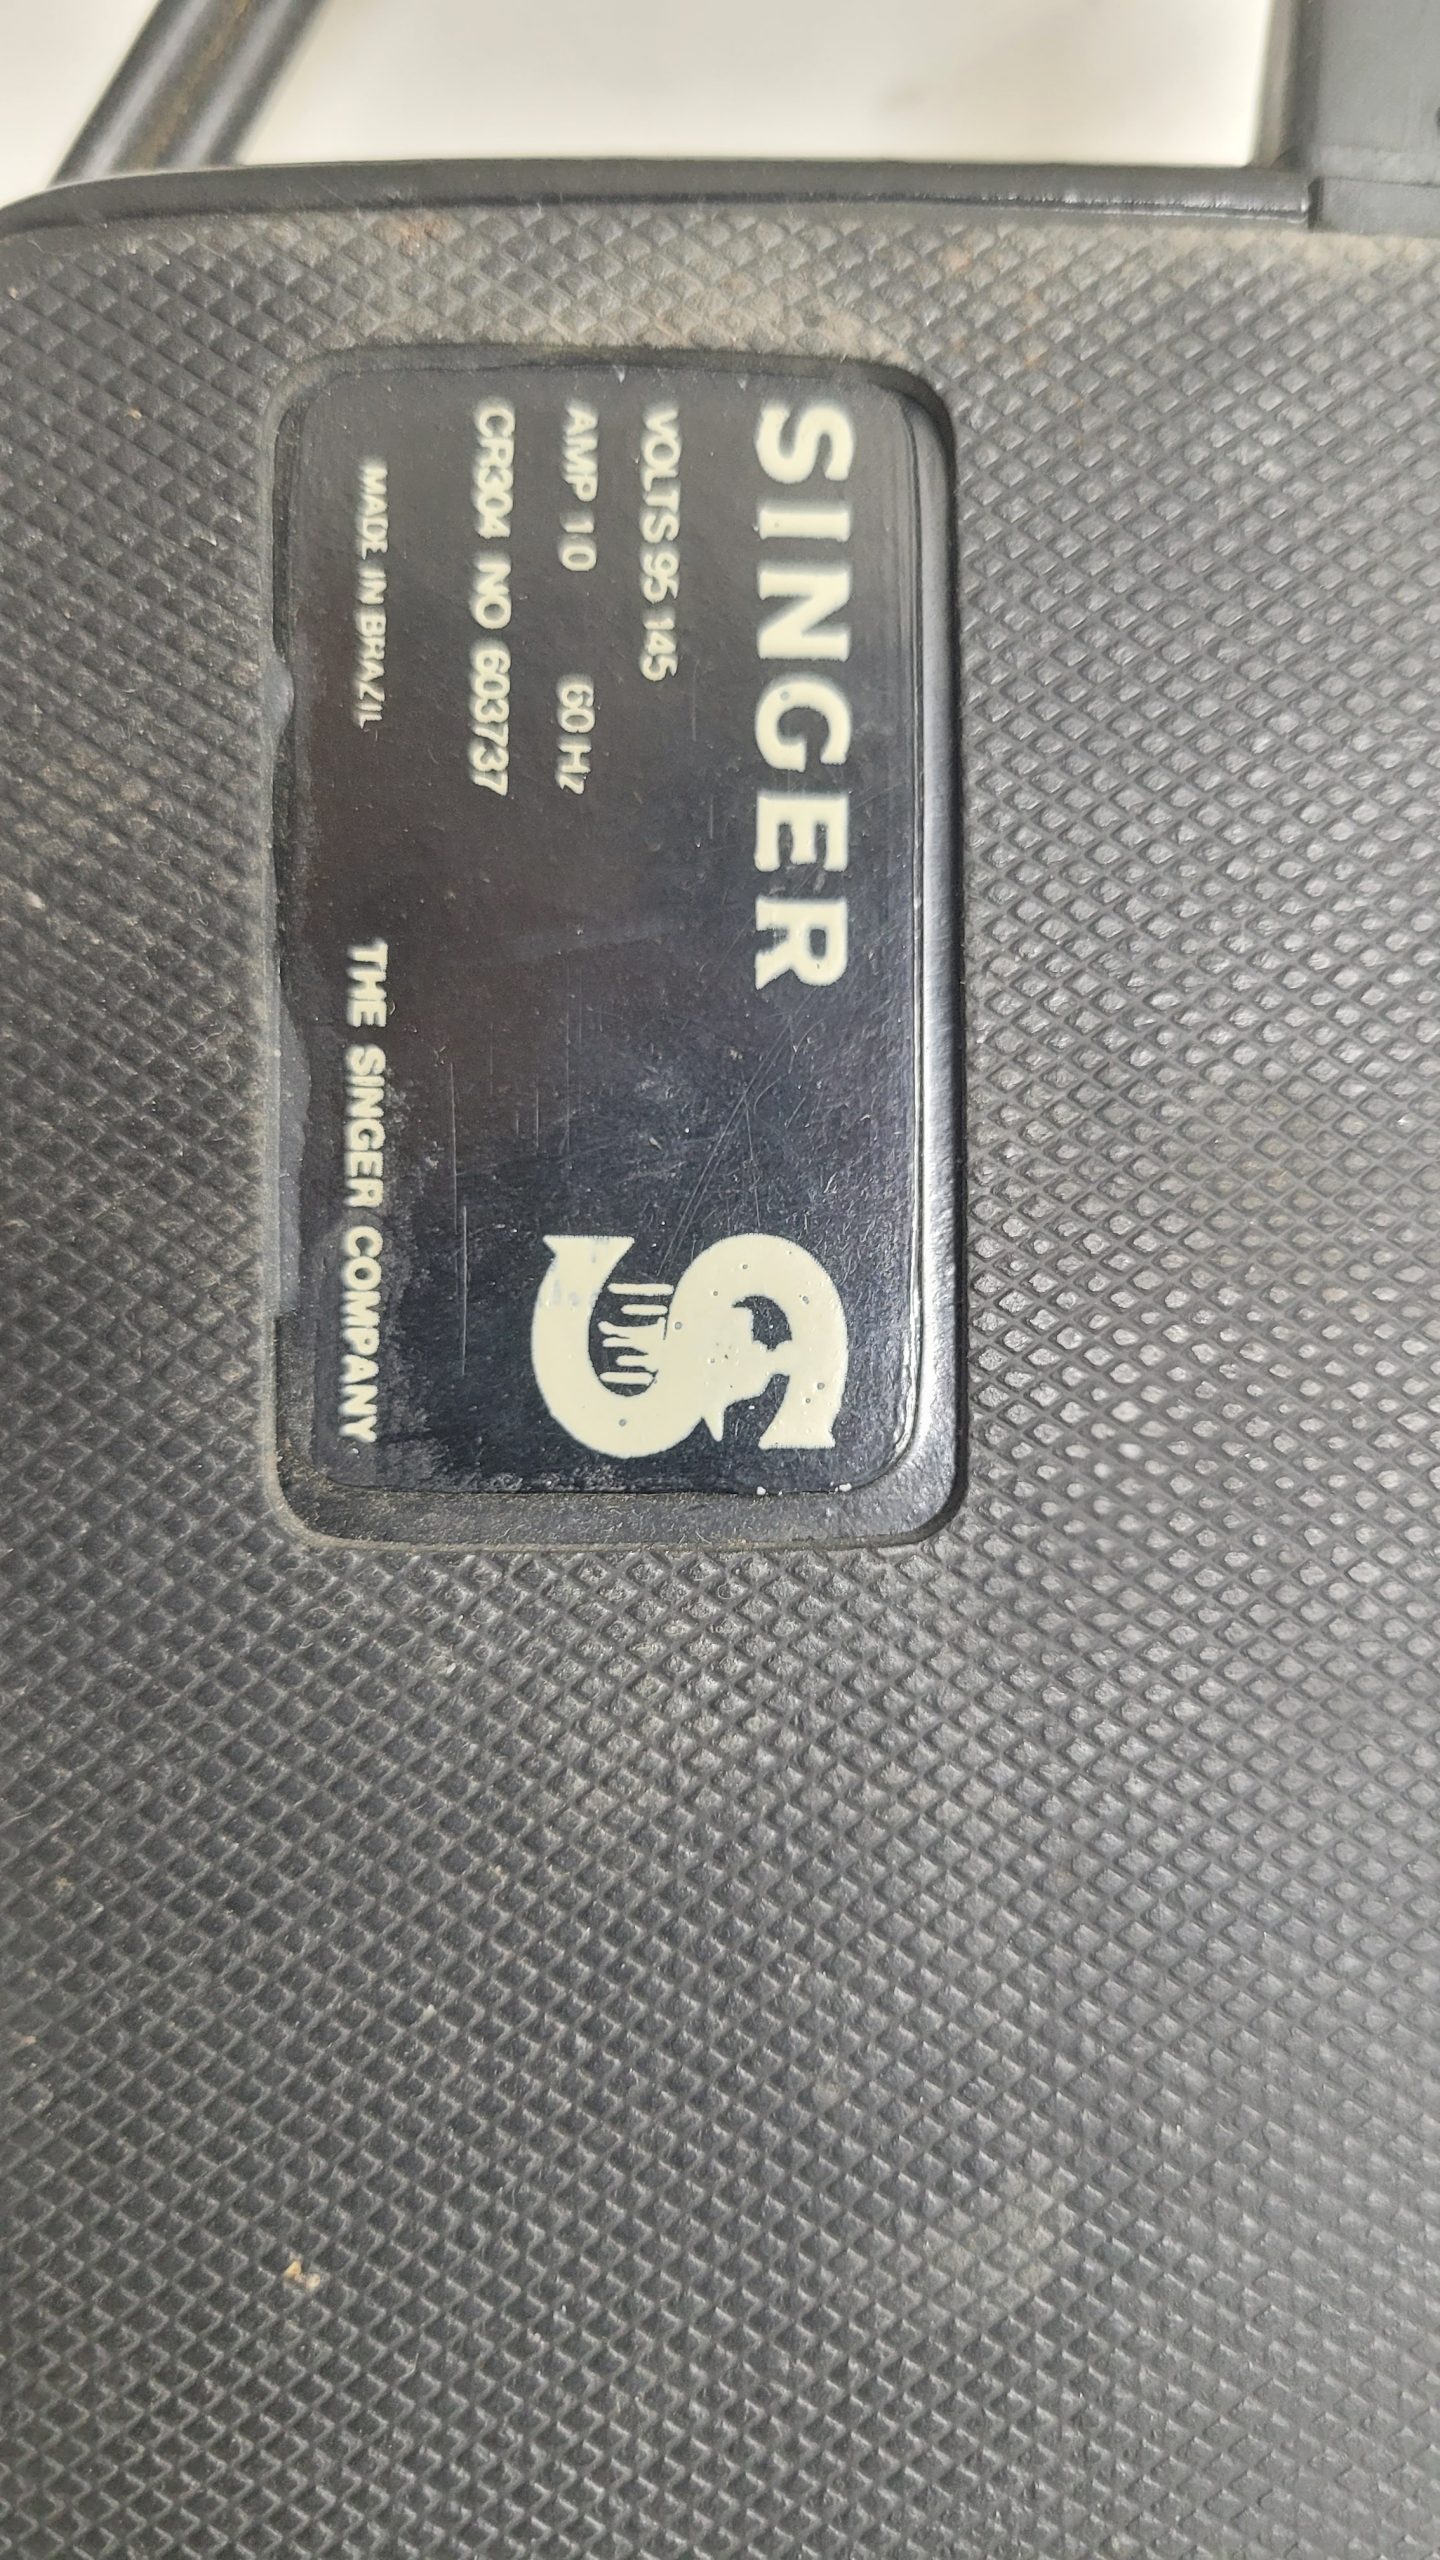 SINGER
VOLTS 95 145
AMP 10 60 Hz
CR304 NO 603737
MADE IN BRAZIL
THE SINGER COMPANY
S